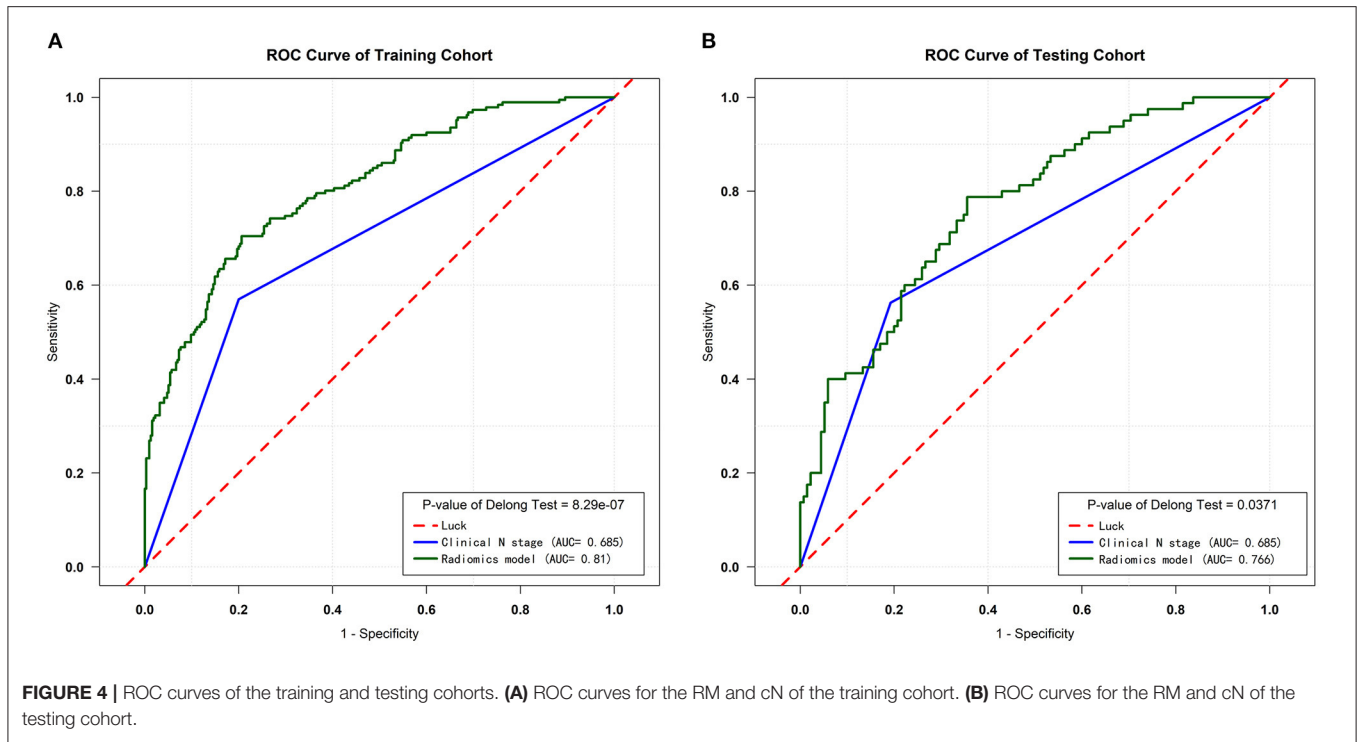 A
ROC Curve of Training Cohort
1.0
0.8
0.6
0.4
0.2
0.0
Sensitivity
0.0 0.2 0.4 0.6 0.8 1.0
1 - Specificity
P-value of Delong Test = 8.29e-07
Luck
Clinical N stage (AUC= 0.685)
Radiomics model (AUC= 0.81)
B
ROC Curve of Testing Cohort
1.0
0.8
0.6
0.4
0.2
0.0
Sensitivity
0.0 0.2 0.4 0.6 0.8 1.0
1 - Specificity
P-value of Delong Test = 0.0371
Luck
Clinical N stage (AUC= 0.685)
Radiomics model (AUC= 0.766)
FIGURE 4 | ROC curves of the training and testing cohorts. (A) ROC curves for the RM and cN of the training cohort. (B) ROC curves for the RM and cN of the
testing cohort.